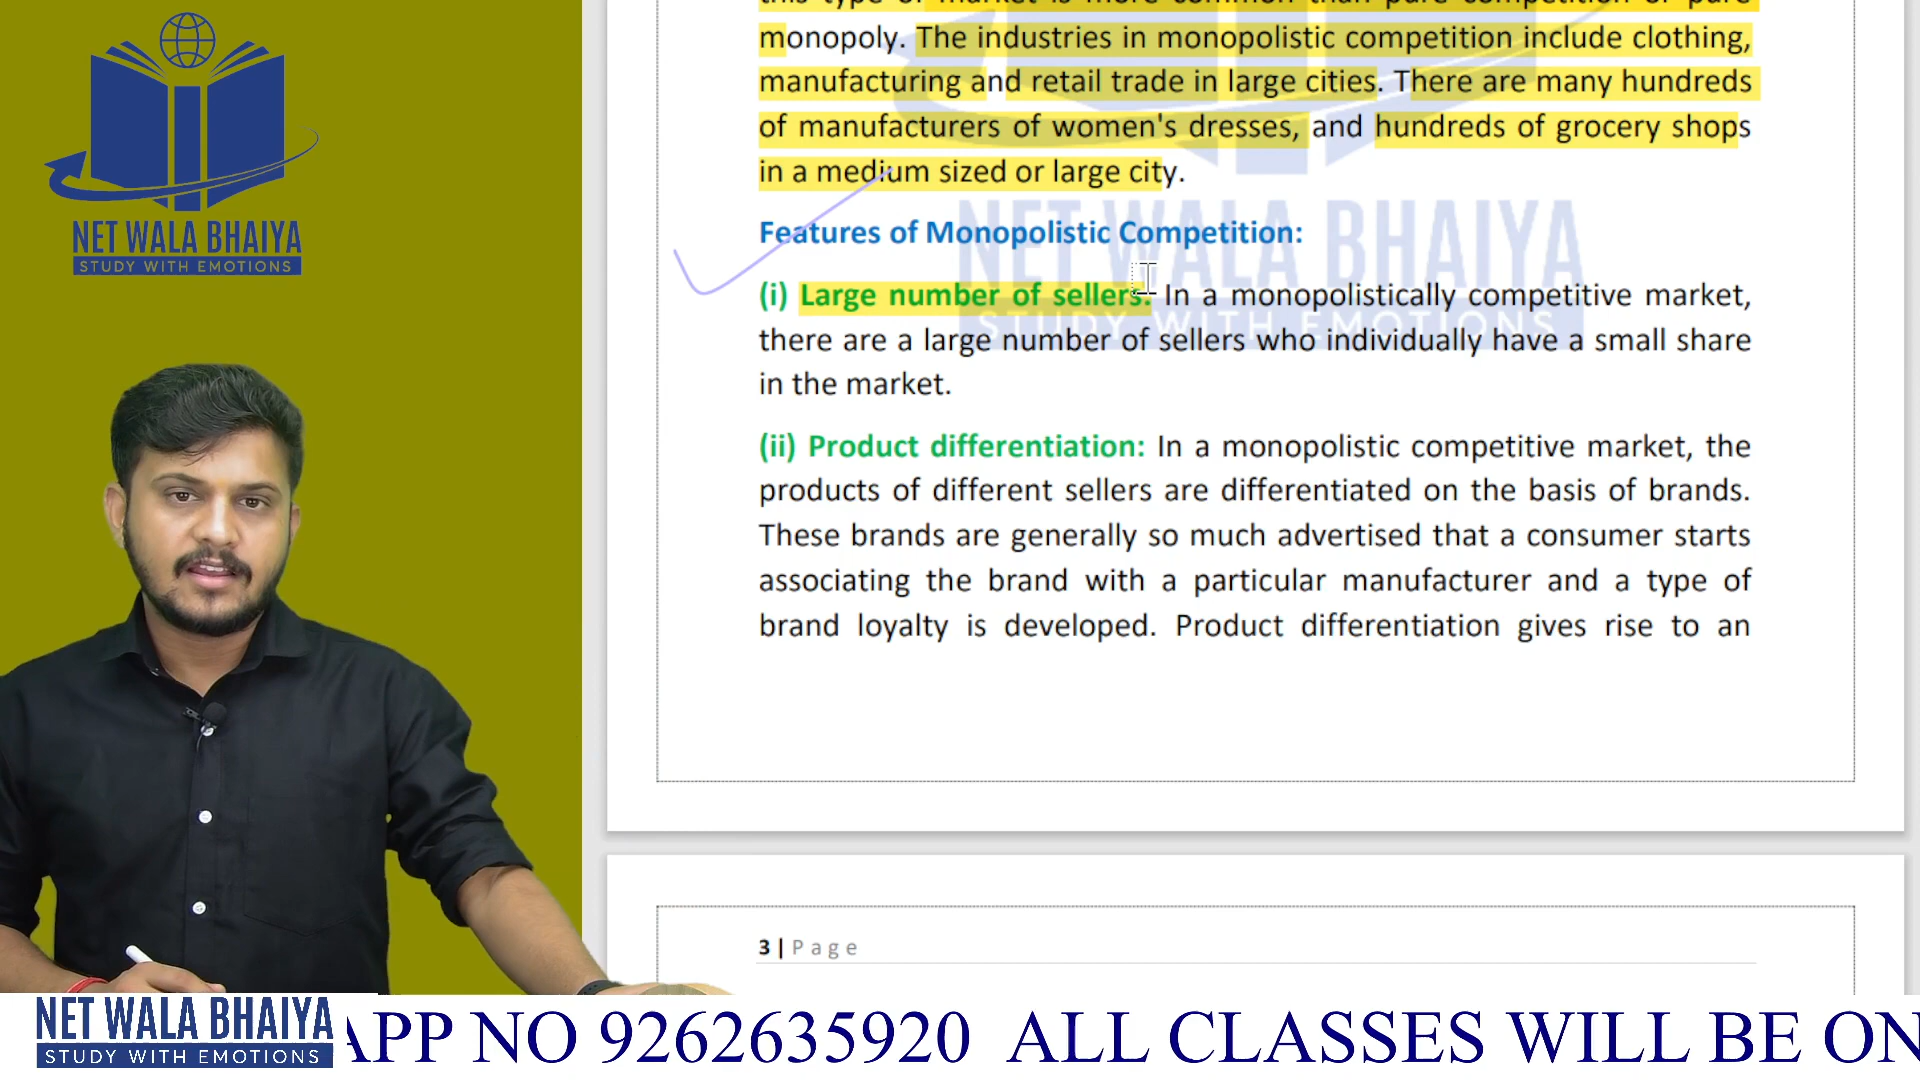 NET WALA BHAIYA
STUDY WITH EMOTIONS
monopoly. The industries in monopolistic competition include clothing,
manufacturing and retail trade in large cities. There are many hundreds
of manufacturers of women's dresses, and hundreds of grocery shops
in a medium sized or large city.
NET WALA BHAIYA
STUDY WITH EMOTIONS
Features of Monopolistic Competition:
(i) Large number of sellers: In a monopolistically competitive market,
there are a large number of sellers who individually have a small share
in the market.
(ii) Product differentiation: In a monopolistic competitive market, the
products of different sellers are differentiated on the basis of brands.
These brands are generally so much advertised that a consumer starts
associating the brand with a particular manufacturer and a type of
brand loyalty is developed. Product differentiation gives rise to an
3 | Page
NET WALA BHAIYA
STUDY WITH EMOTIONS
APP NO 9262635920 ALL CLASSES WILL BE ON